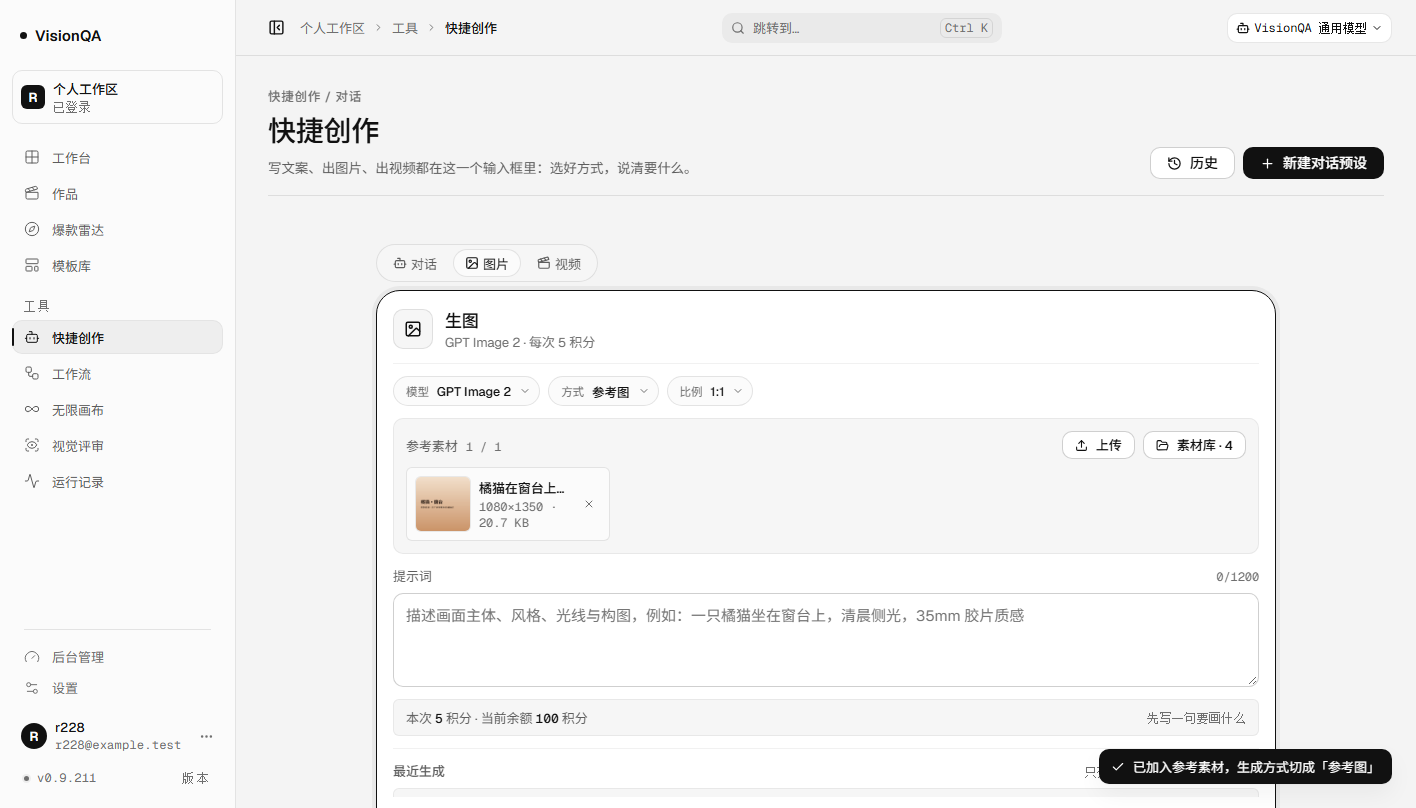 VisionQA
R
个人工作区
已登录
工作台
作品
爆款雷达
模板库
工具
快捷创作
工作流
无限画布
视觉评审
运行记录
后台管理
设置
R
r228
r228@example.test
v0.9.211
版本
个人工作区
工具
快捷创作
跳转到…
Ctrl K
VisionQA 通用模型
快捷创作 / 对话
快捷创作
写文案、出图片、出视频都在这一个输入框里：选好方式，说清要什么。
历史
新建对话预设
对话
图片
视频
生图
GPT Image 2 · 每次 5 积分
模型 GPT Image 2
方式 参考图
比例 1:1
参考素材 1 / 1
上传
素材库 · 4
橘猫在窗台上…
1080×1350 ·
20.7 KB
提示词
0/1200
描述画面主体、风格、光线与构图，例如：一只橘猫坐在窗台上，清晨侧光，35mm 胶片质感
本次 5 积分 · 当前余额 100 积分
先写一句要画什么
最近生成
已加入参考素材，生成方式切成「参考图」